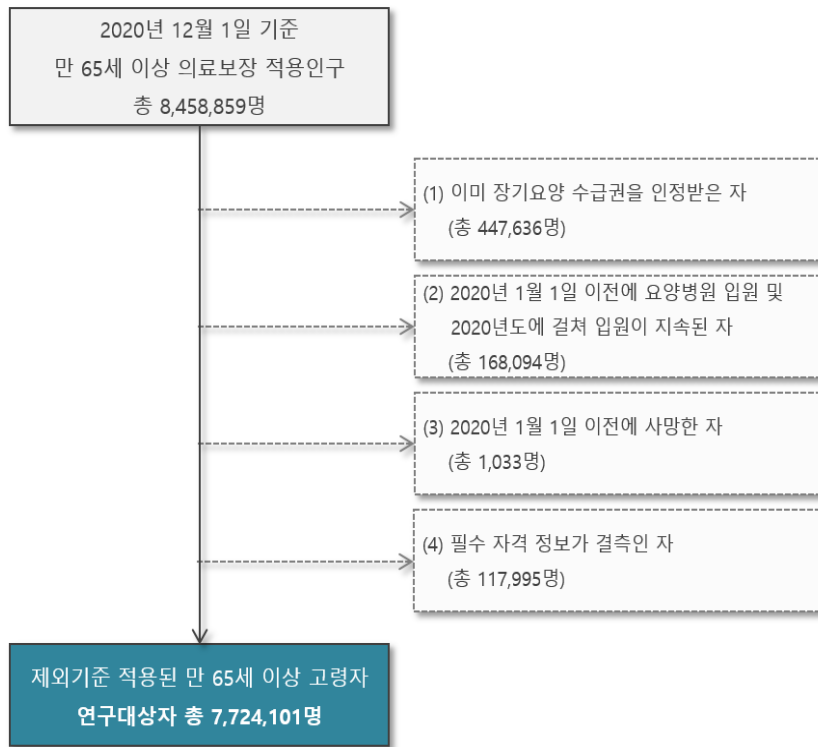 2020년 12월 1일 기준
만 65세 이상 의료보장 적용인구
총 8,458,859명
(1) 이미 장기요양 수급권을 인정받은 자
(총 447,636명)
(2) 2020년 1월 1일 이전에 요양병원 입원 및
2020년도에 걸쳐 입원이 지속된 자
(총 168,094명)
(3) 2020년 1월 1일 이전에 사망한 자
(총 1,033명)
(4) 필수 자격 정보가 결측인 자
(총 117,995명)
제외기준 적용된 만 65세 이상 고령자
연구대상자 총 7,724,101명